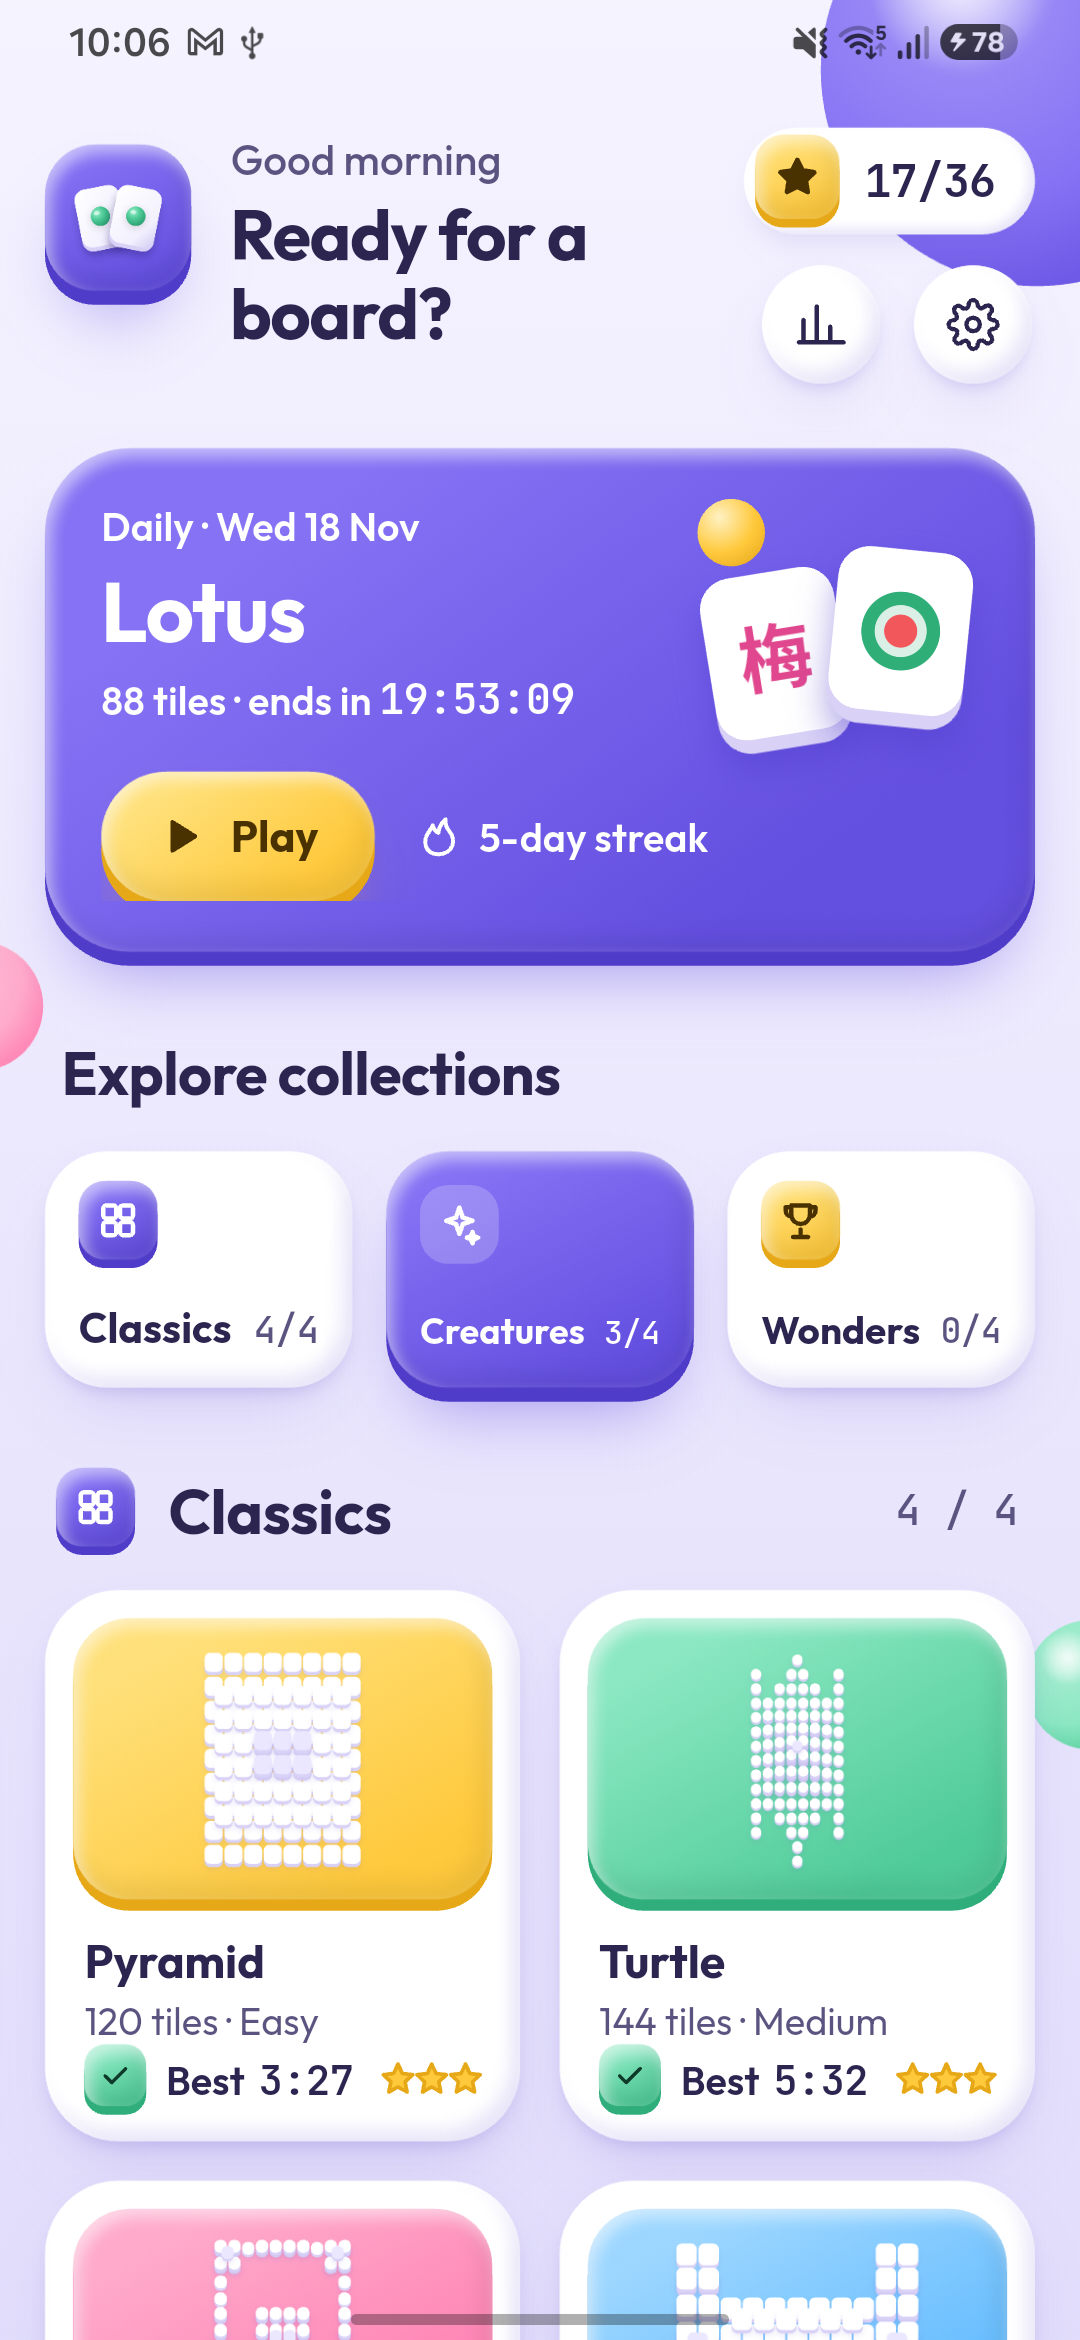 10:06
5
78
Good morning
Ready for a
board?
17/36
Daily · Wed 18 Nov
Lotus
88 tiles · ends in 19:53:09
梅
Play
5-day streak
Explore collections
Classics 4/4
Creatures 3/4
Wonders 0/4
Classics
4 / 4
Pyramid
120 tiles · Easy
Best 3:27
Turtle
144 tiles · Medium
Best 5:32